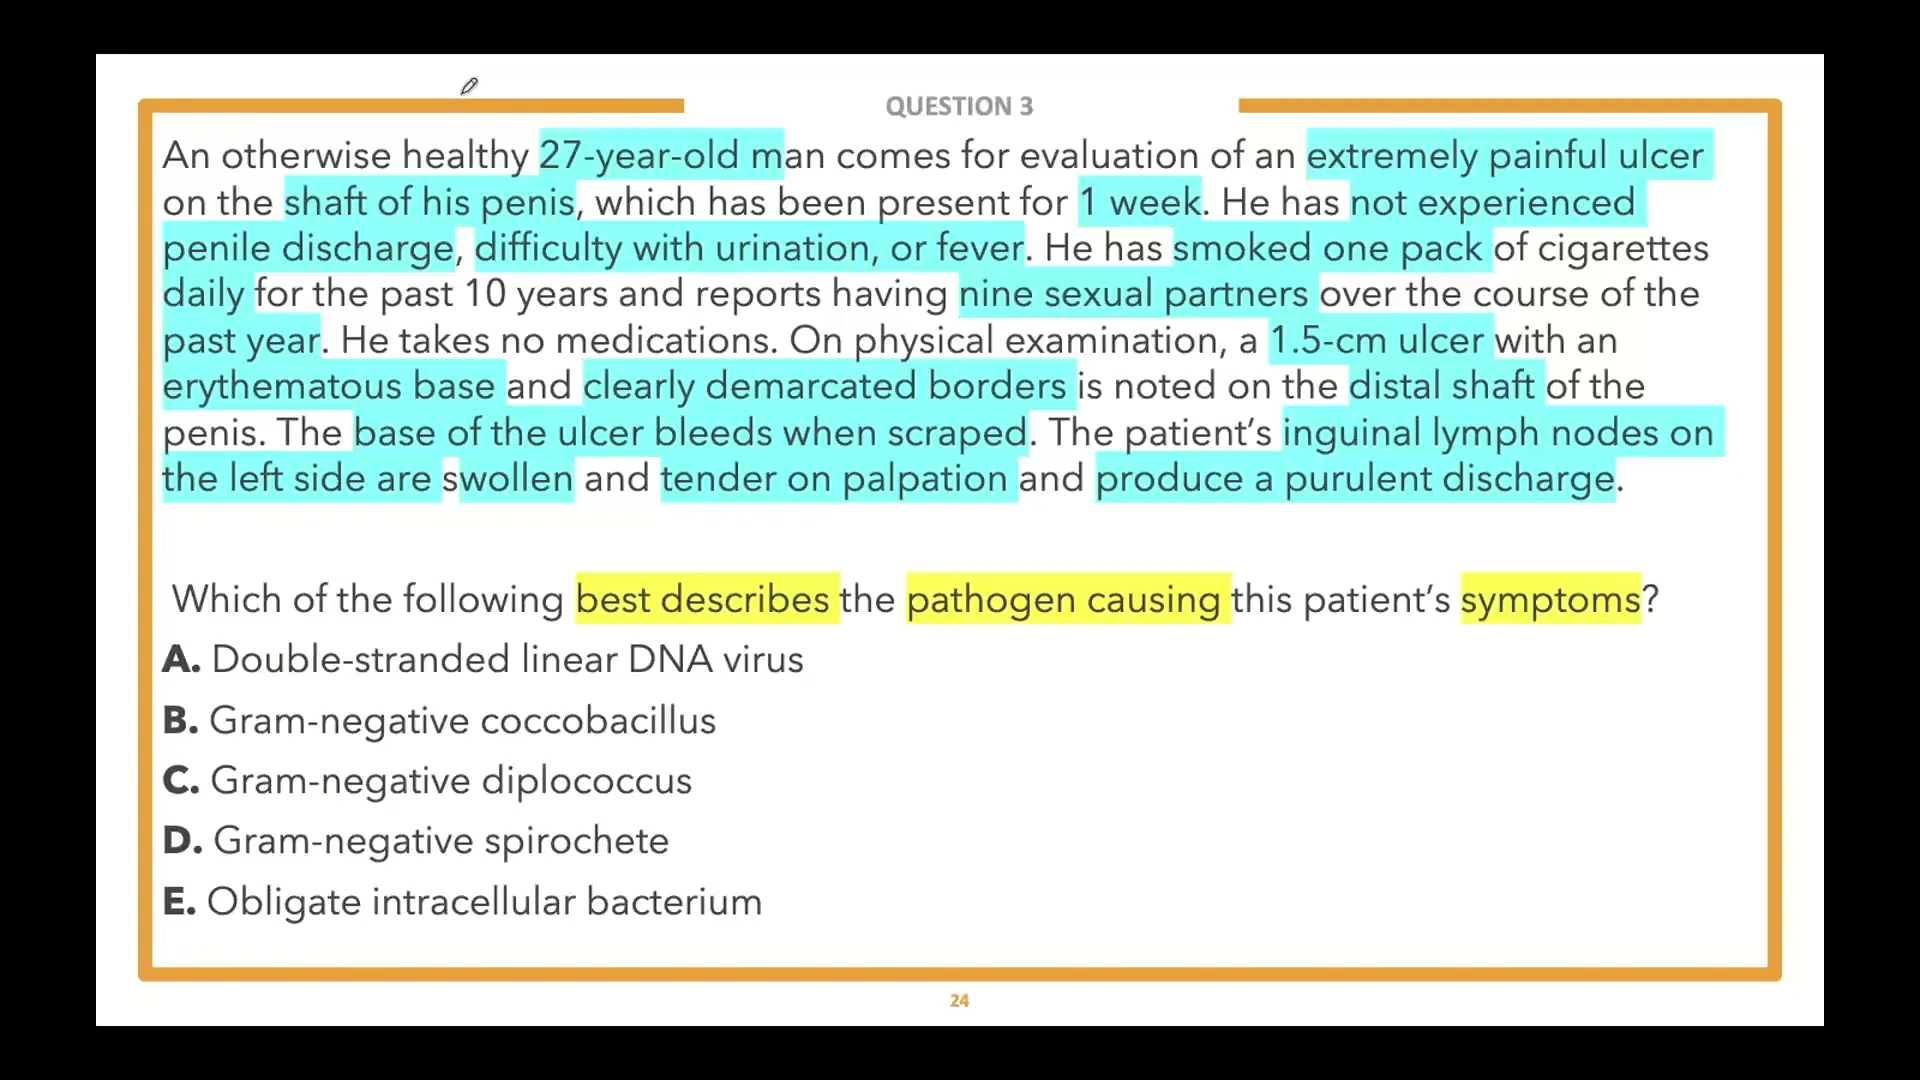 QUESTION 3
An otherwise healthy 27-year-old man comes for evaluation of an extremely painful ulcer
on the shaft of his penis, which has been present for 1 week. He has not experienced
penile discharge, difficulty with urination, or fever. He has smoked one pack of cigarettes
daily for the past 10 years and reports having nine sexual partners over the course of the
past year. He takes no medications. On physical examination, a 1.5-cm ulcer with an
erythematous base and clearly demarcated borders is noted on the distal shaft of the
penis. The base of the ulcer bleeds when scraped. The patient’s inguinal lymph nodes on
the left side are swollen and tender on palpation and produce a purulent discharge.
Which of the following best describes the pathogen causing this patient’s symptoms?
A. Double-stranded linear DNA virus
B. Gram-negative coccobacillus
C. Gram-negative diplococcus
D. Gram-negative spirochete
E. Obligate intracellular bacterium
24